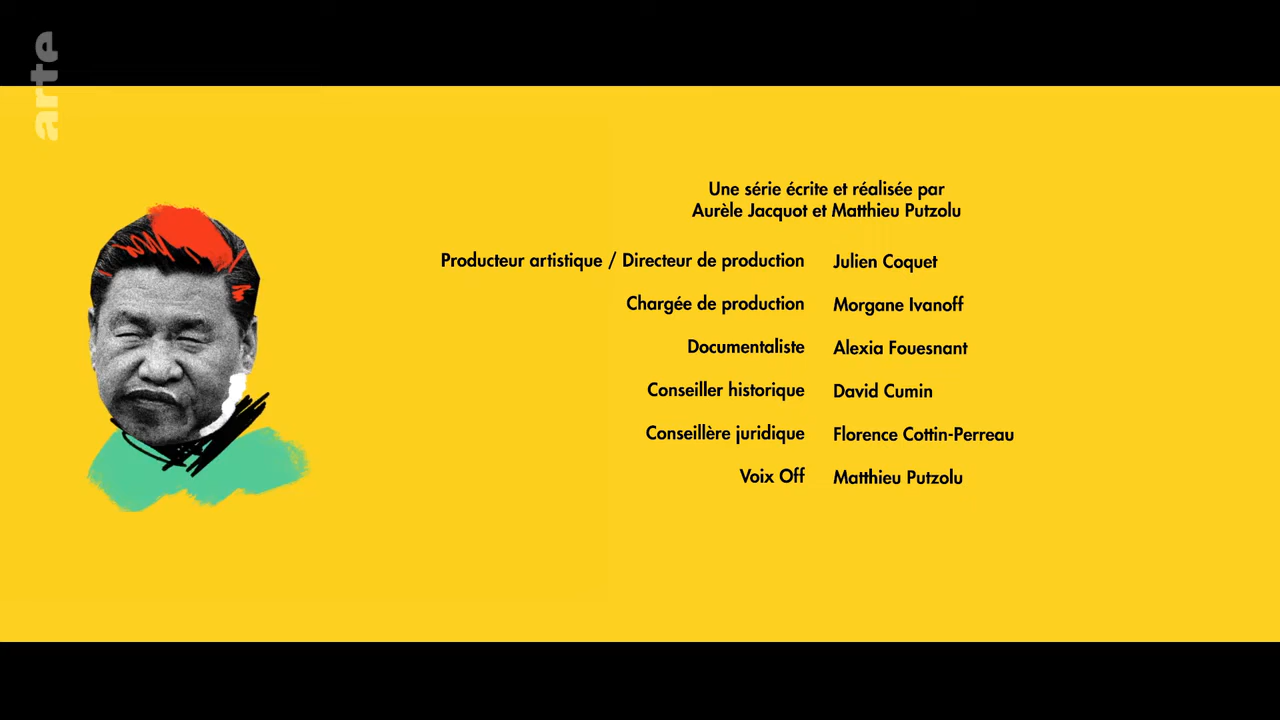 arte
Une série écrite et réalisée par
Aurèle Jacquot et Matthieu Putzolu
Producteur artistique / Directeur de production Julien Coquet
Chargée de production Morgane Ivanoff
Documentaliste Alexia Fouesnant
Conseiller historique David Cumin
Conseillère juridique Florence Cottin-Perreau
Voix Off Matthieu Putzolu